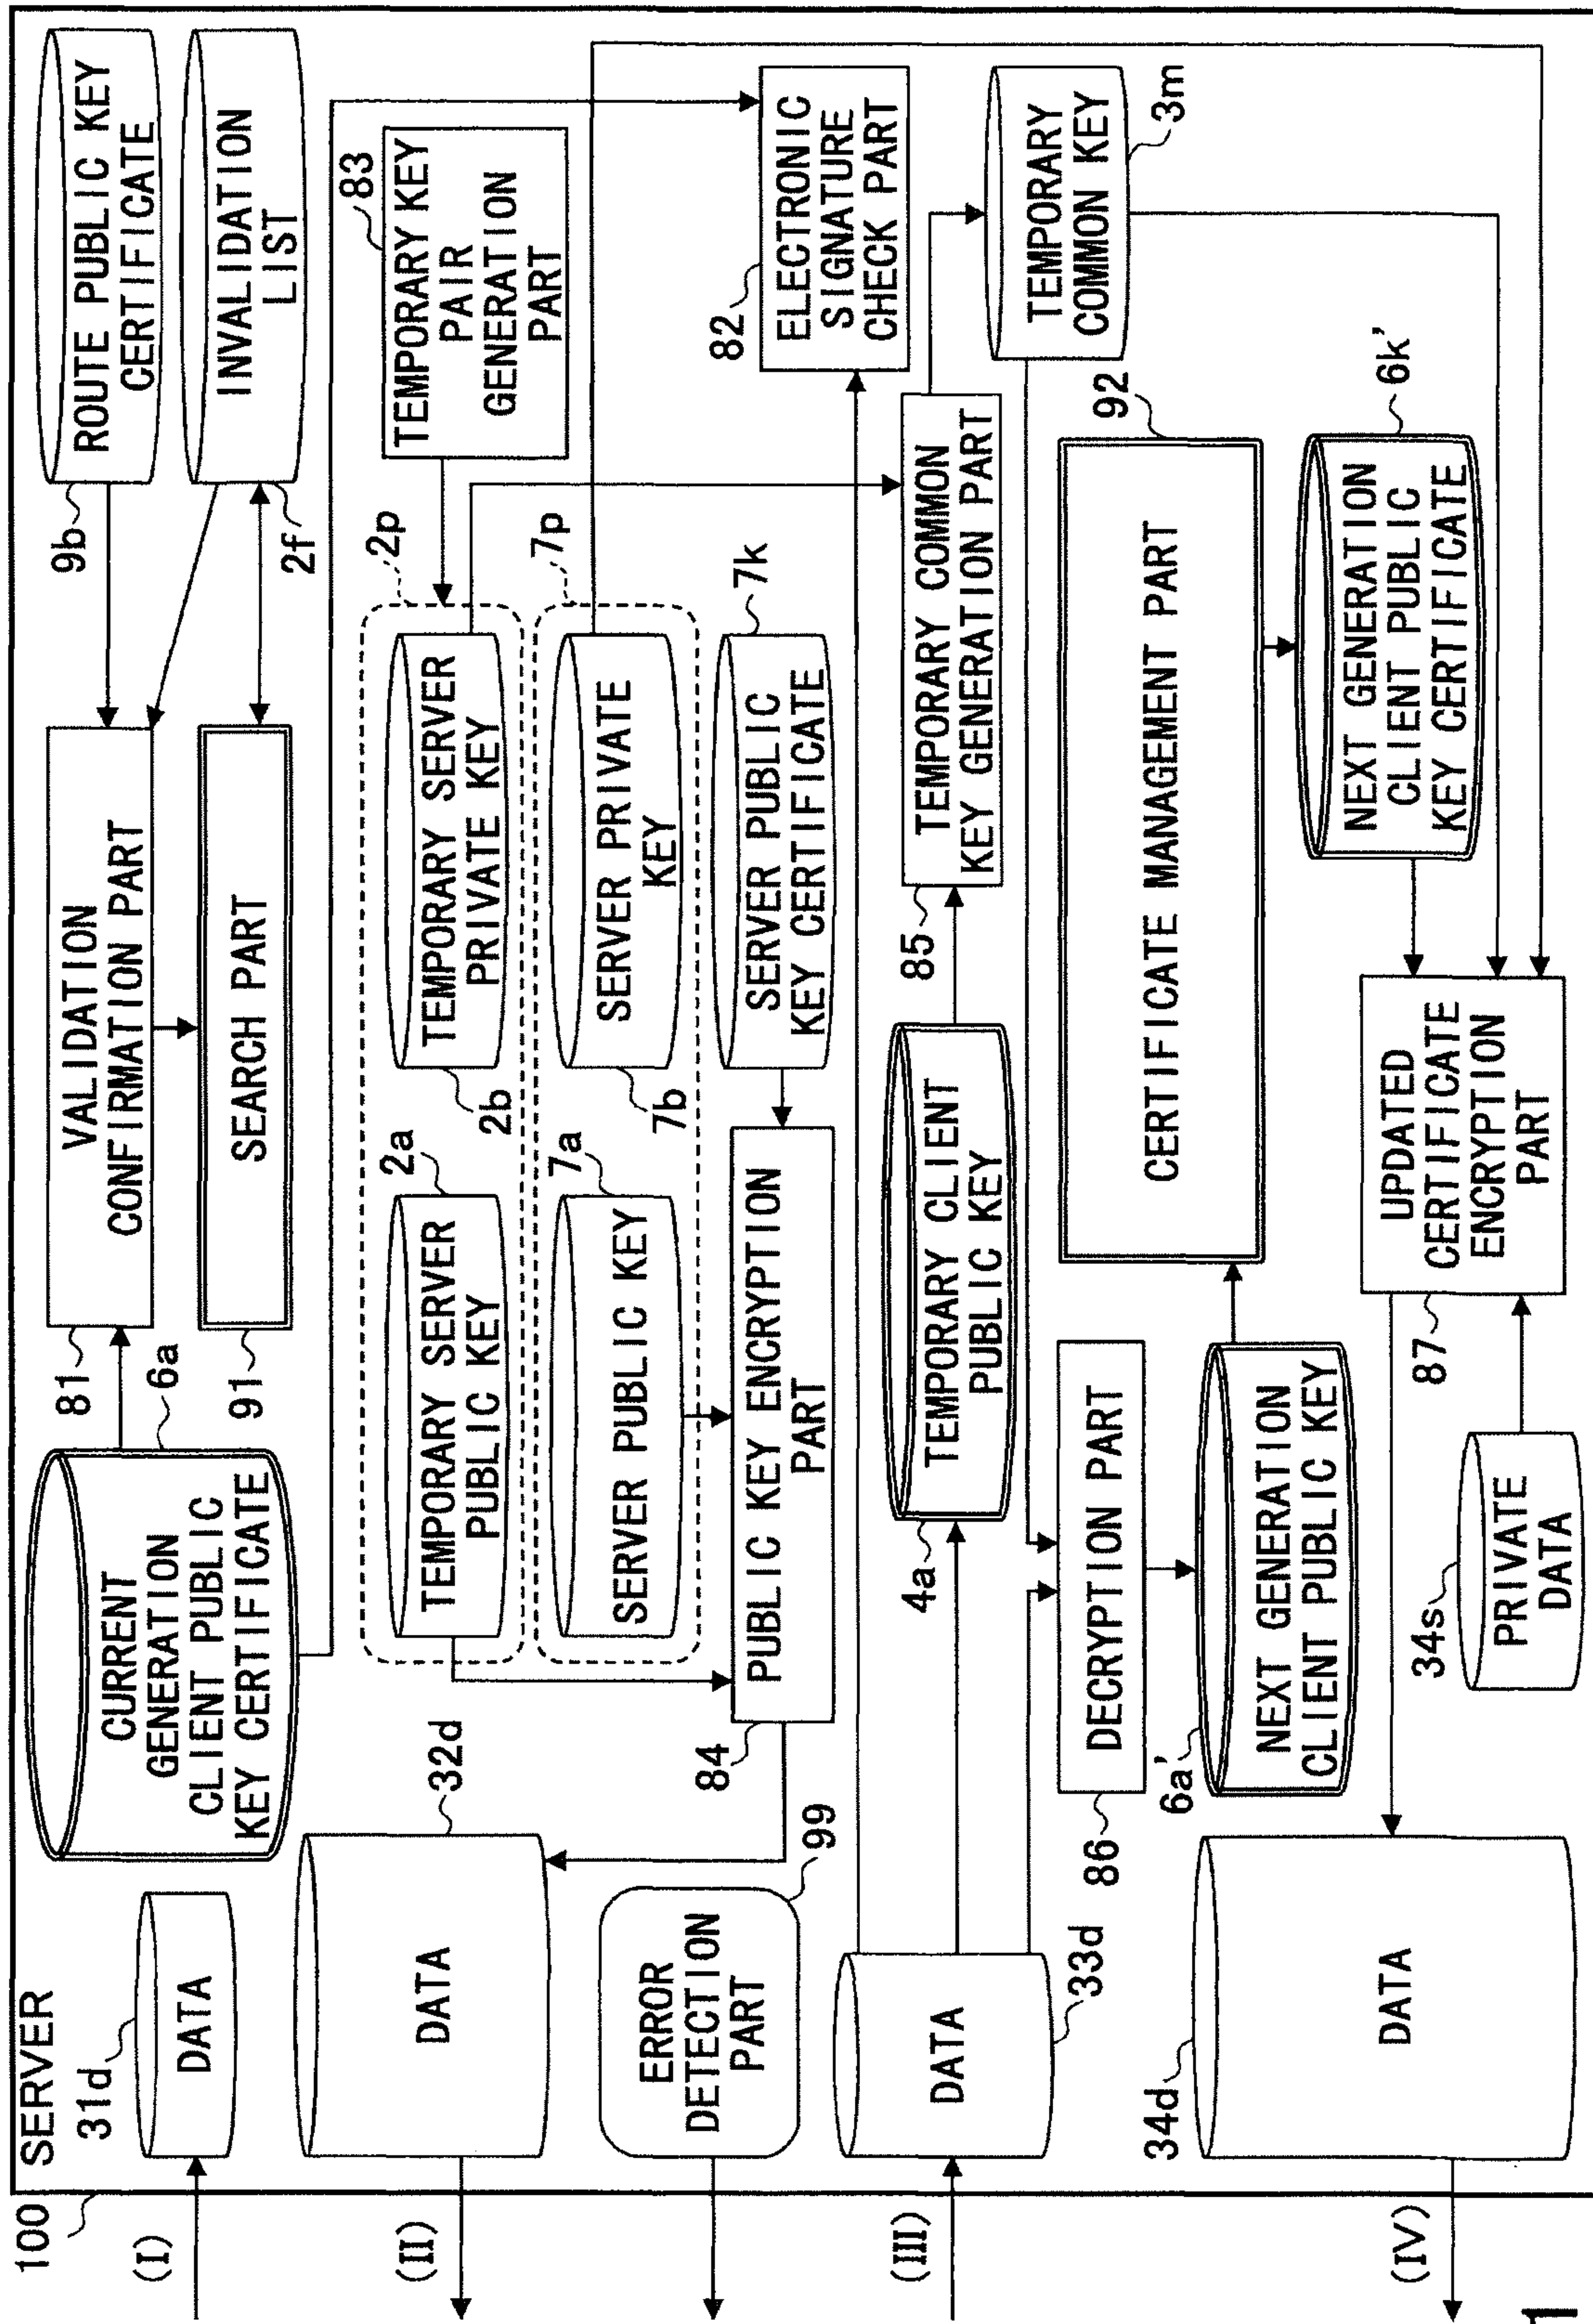 100
SERVER
(I)
31d
DATA
CURRENT
GENERATION
CLIENT PUBLIC
KEY CERTIFICATE
6a
81
VALIDATION
CONFIRMATION PART
91
SEARCH PART
9b
ROUTE PUBLIC KEY
CERTIFICATE
2f
INVALIDATION
LIST
(II)
32d
DATA
2a
TEMPORARY SERVER
PUBLIC KEY
2b
TEMPORARY SERVER
PRIVATE KEY
2p
83
TEMPORARY KEY
PAIR
GENERATION
PART
7a
SERVER PUBLIC KEY
7b
SERVER PRIVATE
KEY
7p
7k
SERVER PUBLIC
KEY CERTIFICATE
84
PUBLIC KEY ENCRYPTION
PART
82
ELECTRONIC
SIGNATURE
CHECK PART
99
ERROR
DETECTION
PART
(III)
33d
DATA
4a
TEMPORARY CLIENT
PUBLIC KEY
85
TEMPORARY COMMON
KEY GENERATION PART
TEMPORARY
COMMON KEY
3m
86
DECRYPTION PART
6a'
NEXT GENERATION
CLIENT PUBLIC KEY
92
CERTIFICATE MANAGEMENT PART
6k'
NEXT GENERATION
CLIENT PUBLIC
KEY CERTIFICATE
(IV)
34d
DATA
34s
PRIVATE
DATA
87
UPDATED
CERTIFICATE
ENCRYPTION
PART